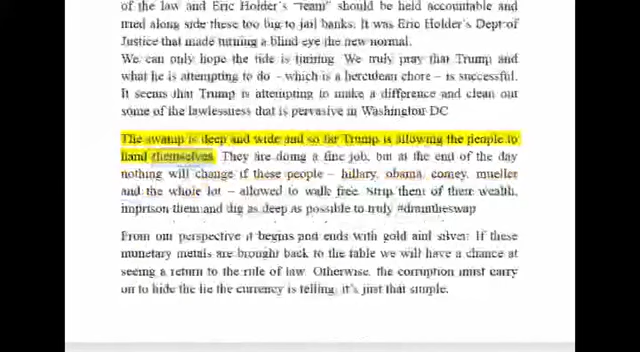 of the law and Eric Holder's "Team" should be held accountable and
tried along side these too big to jail banks. It was Eric Holder's Dept of
Justice that made turning a blind eye the new normal.
We can only hope the tide is turning. We truly pray that Trump and
what he is attempting to do – which is a herculean chore – is successful.
It seems that Trump is attempting to make a difference and clean out
some of the lawlessness that is pervasive in Washington DC
The swamp is deep and wide and so far Trump is allowing the people to
hand themselves. They are doing a fine job, but at the end of the day
nothing will change if these people – hillary, obama, comey, mueller
and the whole lot – allowed to walk free. Strip them of there wealth,
imprison them and dig as deep as possible to truly #draintheswap
From our perspective it begins and ends with gold and silver. If these
monetary metals are brought back to the table we will have a chance at
seeing a return to the rule of law. Otherwise, the corruption must carry
on to hide the lie the currency is telling; it's just that simple.